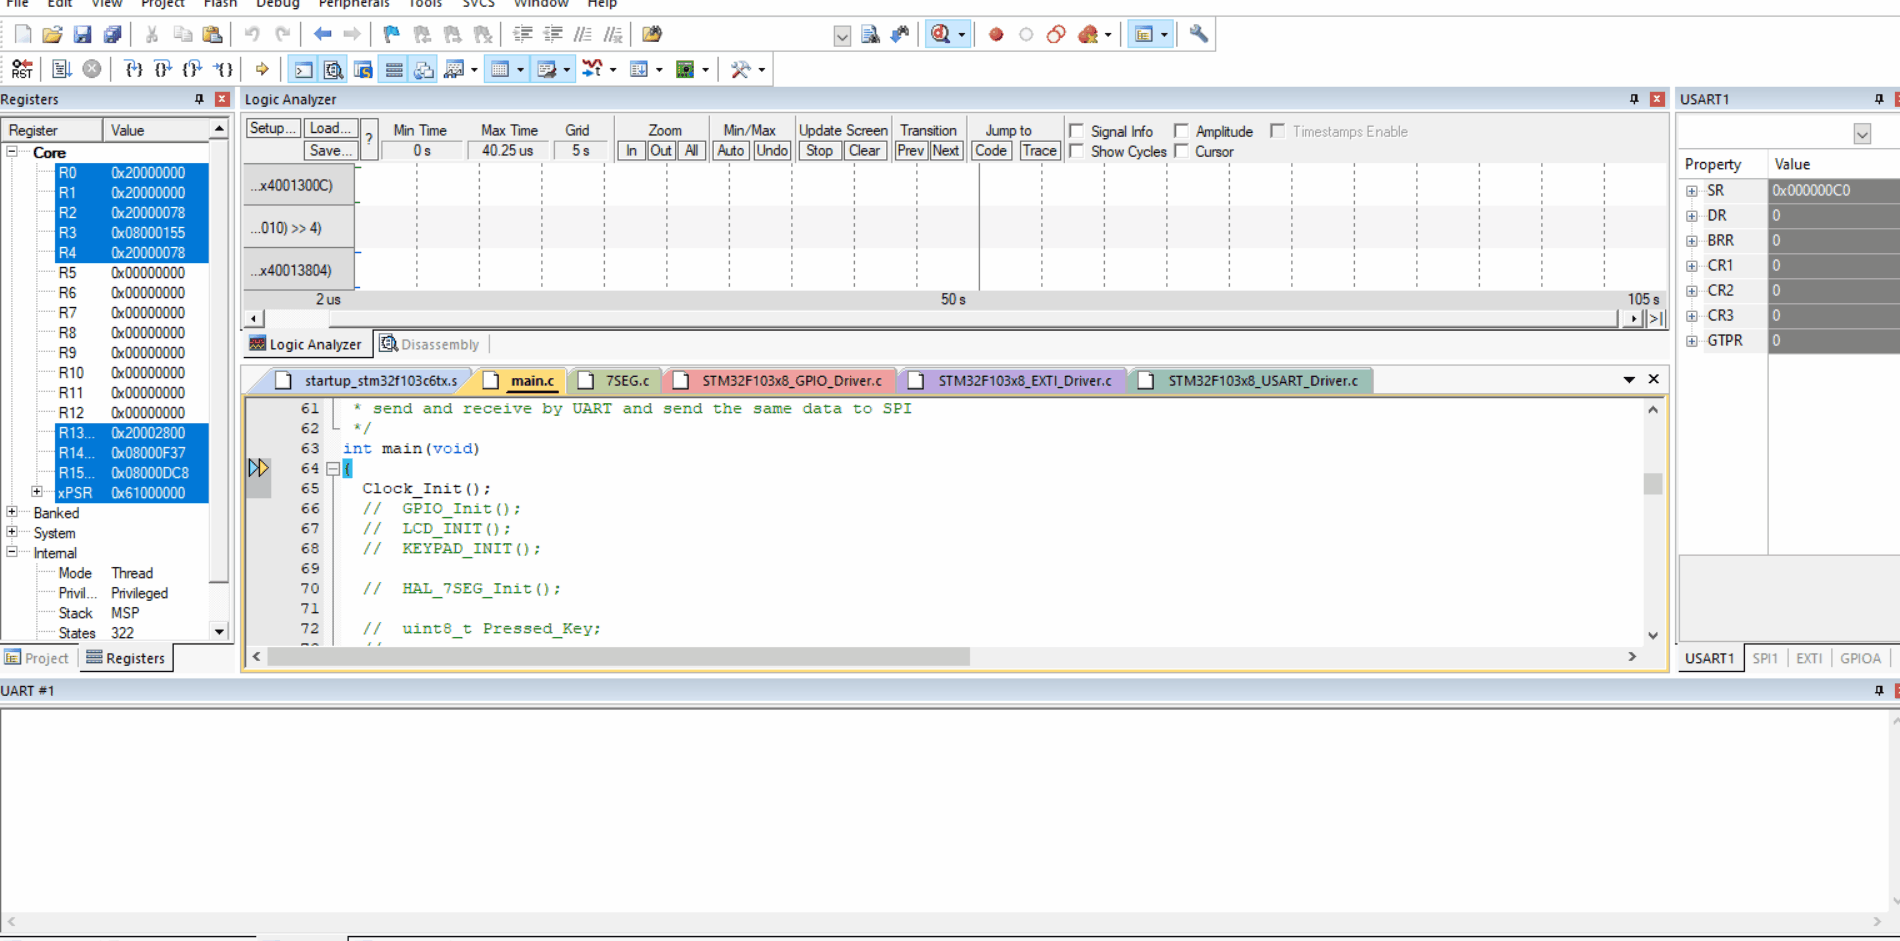 File Edit View Project Flash Debug Peripherals Tools SVCS Window Help
RST
Registers
Register Value
Core
R0 0x20000000
R1 0x20000000
R2 0x20000078
R3 0x08000155
R4 0x20000078
R5 0x00000000
R6 0x00000000
R7 0x00000000
R8 0x00000000
R9 0x00000000
R10 0x00000000
R11 0x00000000
R12 0x00000000
R13... 0x20002800
R14... 0x08000F37
R15... 0x08000DC8
xPSR 0x61000000
Banked
System
Internal
Mode Thread
Privil... Privileged
Stack MSP
States 322
Project Registers
Logic Analyzer
Setup... Load... ? Min Time Max Time Grid Zoom Min/Max Update Screen Transition Jump to Signal Info Amplitude Timestamps Enable
Save... 0 s 40.25 us 5 s In Out All Auto Undo Stop Clear Prev Next Code Trace Show Cycles Cursor
...x4001300C)
...010) >> 4)
...x40013804)
2 us 50 s 105 s
Logic Analyzer Disassembly
startup_stm32f103c6tx.s main.c 7SEG.c STM32F103x8_GPIO_Driver.c STM32F103x8_EXTI_Driver.c STM32F103x8_USART_Driver.c
61 * send and receive by UART and send the same data to SPI
62 */
63 int main(void)
64 {
65 Clock_Init();
66 // GPIO_Init();
67 // LCD_INIT();
68 // KEYPAD_INIT();
69
70 // HAL_7SEG_Init();
71
72 // uint8_t Pressed_Key;
USART1
Property Value
SR 0x000000C0
DR 0
BRR 0
CR1 0
CR2 0
CR3 0
GTPR 0
USART1 SPI1 EXTI GPIOA
UART #1